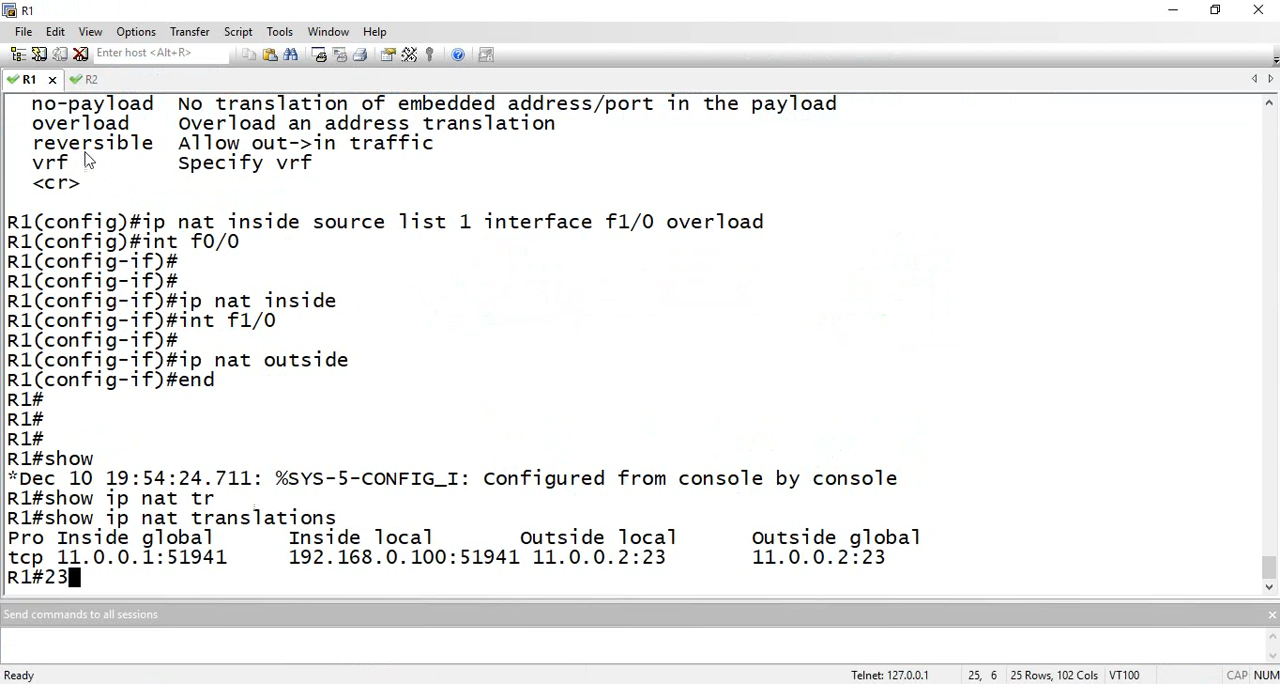 R1
File Edit View Options Transfer Script Tools Window Help
Enter host <Alt+R>
R1 R2
no-payload No translation of embedded address/port in the payload
overload Overload an address translation
reversible Allow out->in traffic
vrf Specify vrf
<cr>
R1(config)#ip nat inside source list 1 interface f1/0 overload
R1(config)#int f0/0
R1(config-if)#
R1(config-if)#
R1(config-if)#ip nat inside
R1(config-if)#int f1/0
R1(config-if)#
R1(config-if)#ip nat outside
R1(config-if)#end
R1#
R1#
R1#
R1#show
*Dec 10 19:54:24.711: %SYS-5-CONFIG_I: Configured from console by console
R1#show ip nat tr
R1#show ip nat translations
Pro Inside global Inside local Outside local Outside global
tcp 11.0.0.1:51941 192.168.0.100:51941 11.0.0.2:23 11.0.0.2:23
R1#23
Send commands to all sessions
Ready Telnet: 127.0.0.1 25, 6 25 Rows, 102 Cols VT100 CAP NUM